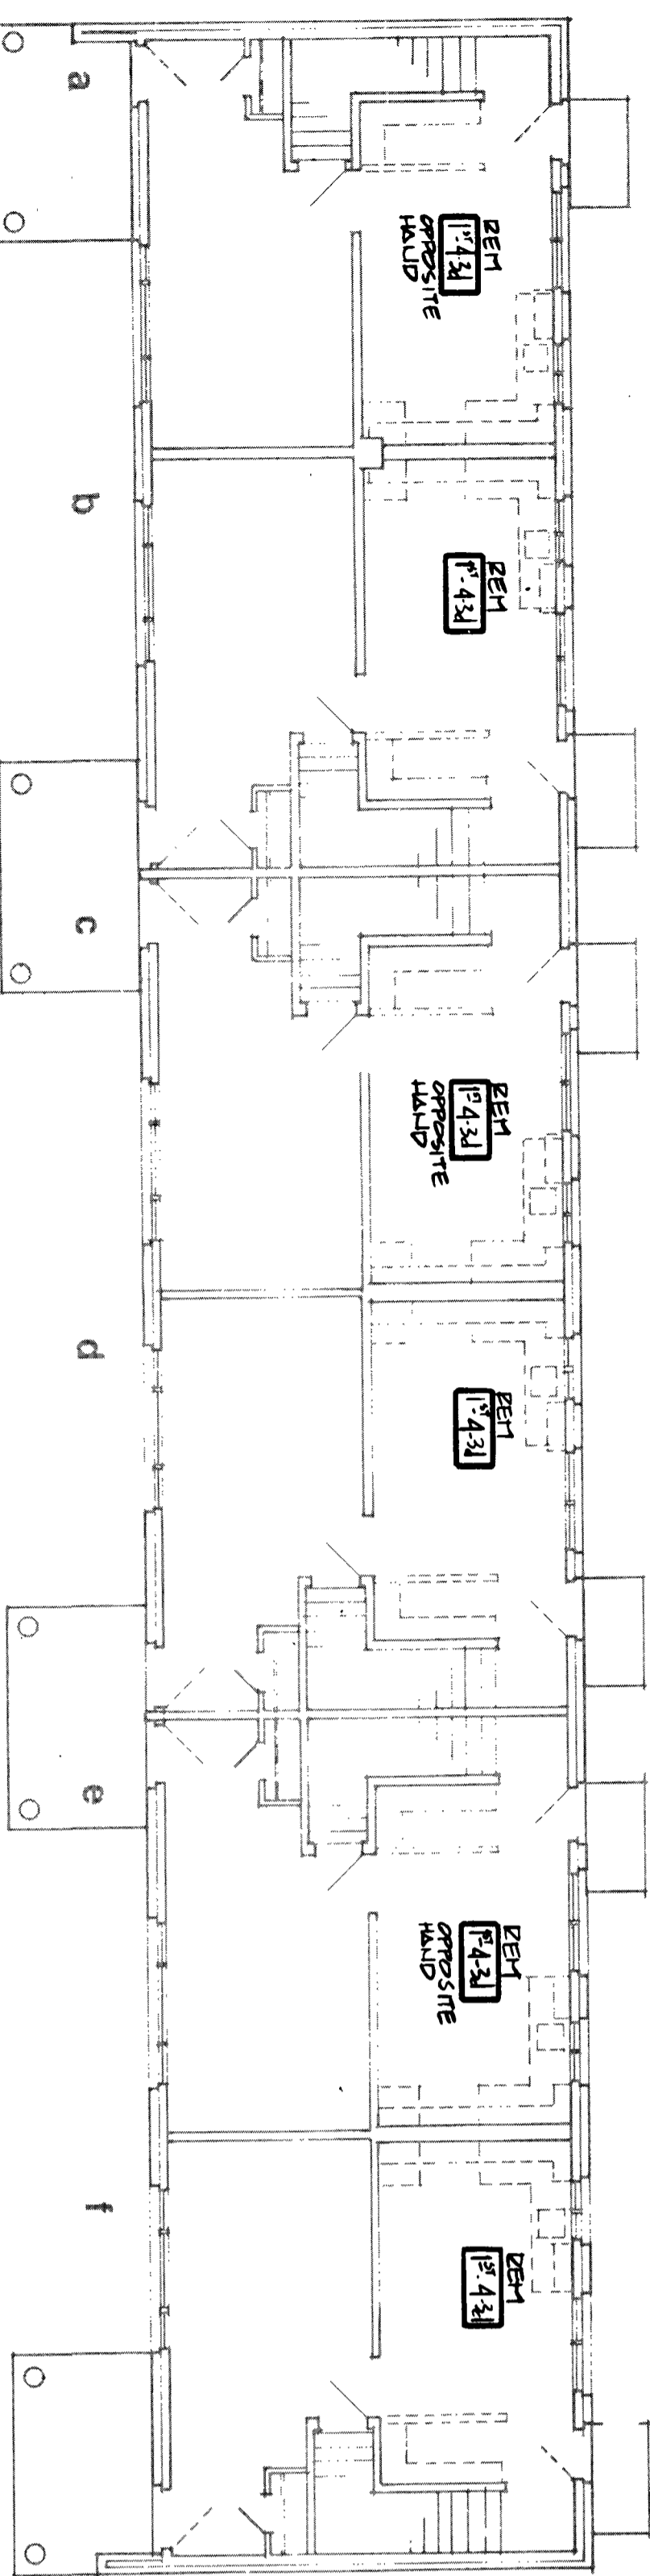 a
REM
1ST-4-3d
OPPOSITE
HAND
b
REM
1ST-4-3d
c
REM
1ST-4-3d
OPPOSITE
HAND
d
REM
1ST-4-3d
e
REM
1ST-4-3d
OPPOSITE
HAND
f
REM
1ST-4-3d